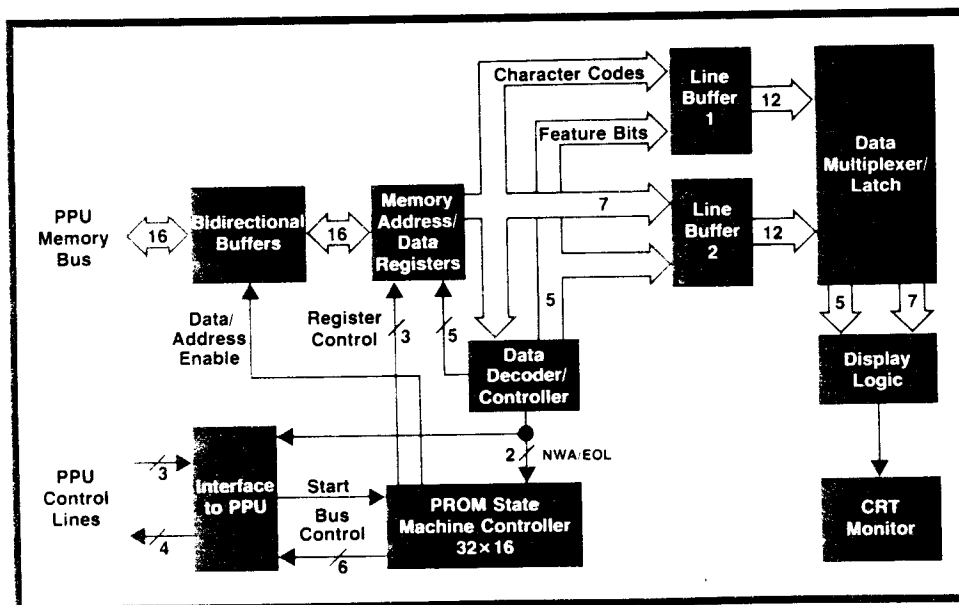 Character Codes
Line
Buffer
1
12
Data
Multiplexer/
Latch
Feature Bits
PPU
Memory
Bus
16
Bidirectional
Buffers
16
Memory
Address/
Data
Registers
7
Line
Buffer
2
12
5
7
Data/
Address
Enable
Register
Control
3
5
5
Data
Decoder/
Controller
Display
Logic
2
NWA/EOL
PPU
Control
Lines
3
4
Interface
to PPU
Start
Bus
Control
6
PROM State
Machine Controller
32×16
CRT
Monitor